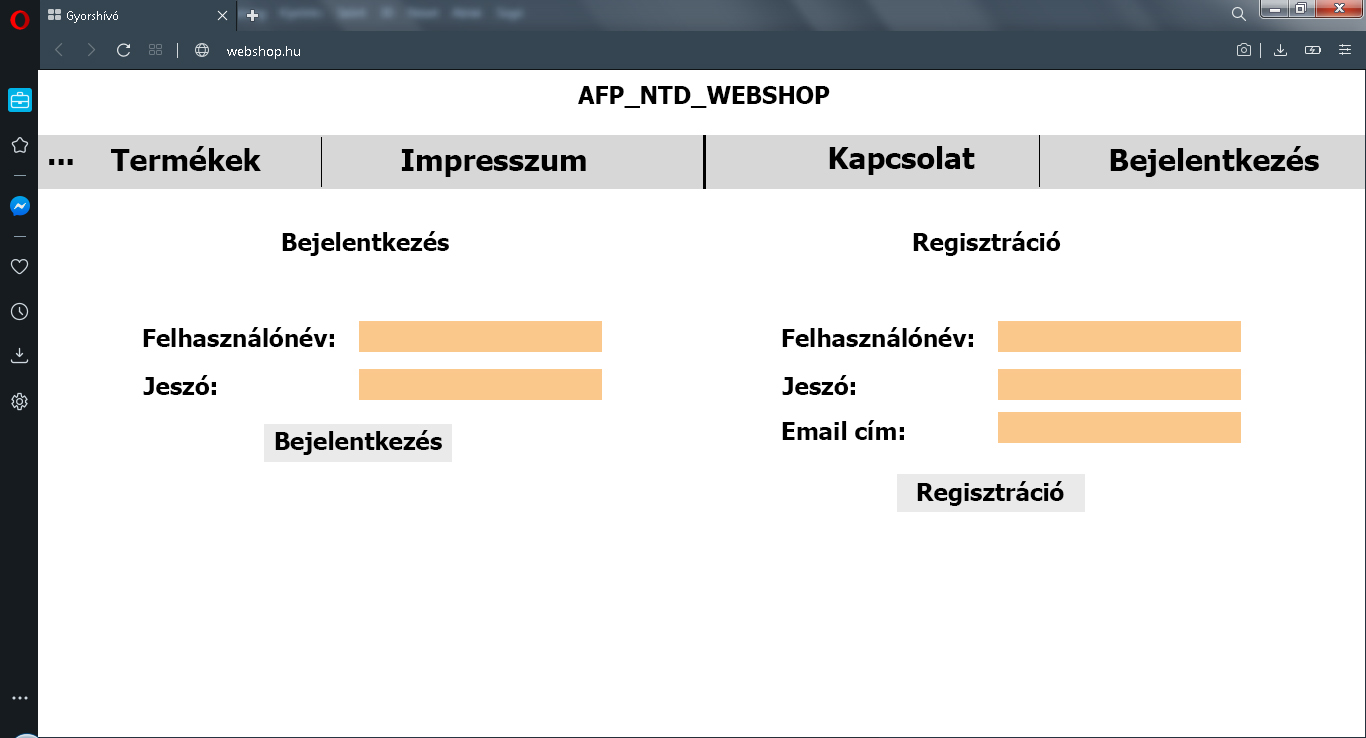 Gyorshívó
webshop.hu
AFP_NTD_WEBSHOP
... Termékek Impresszum Kapcsolat Bejelentkezés
Bejelentkezés
Felhasználónév:
Jeszó:
Bejelentkezés
Regisztráció
Felhasználónév:
Jeszó:
Email cím:
Regisztráció